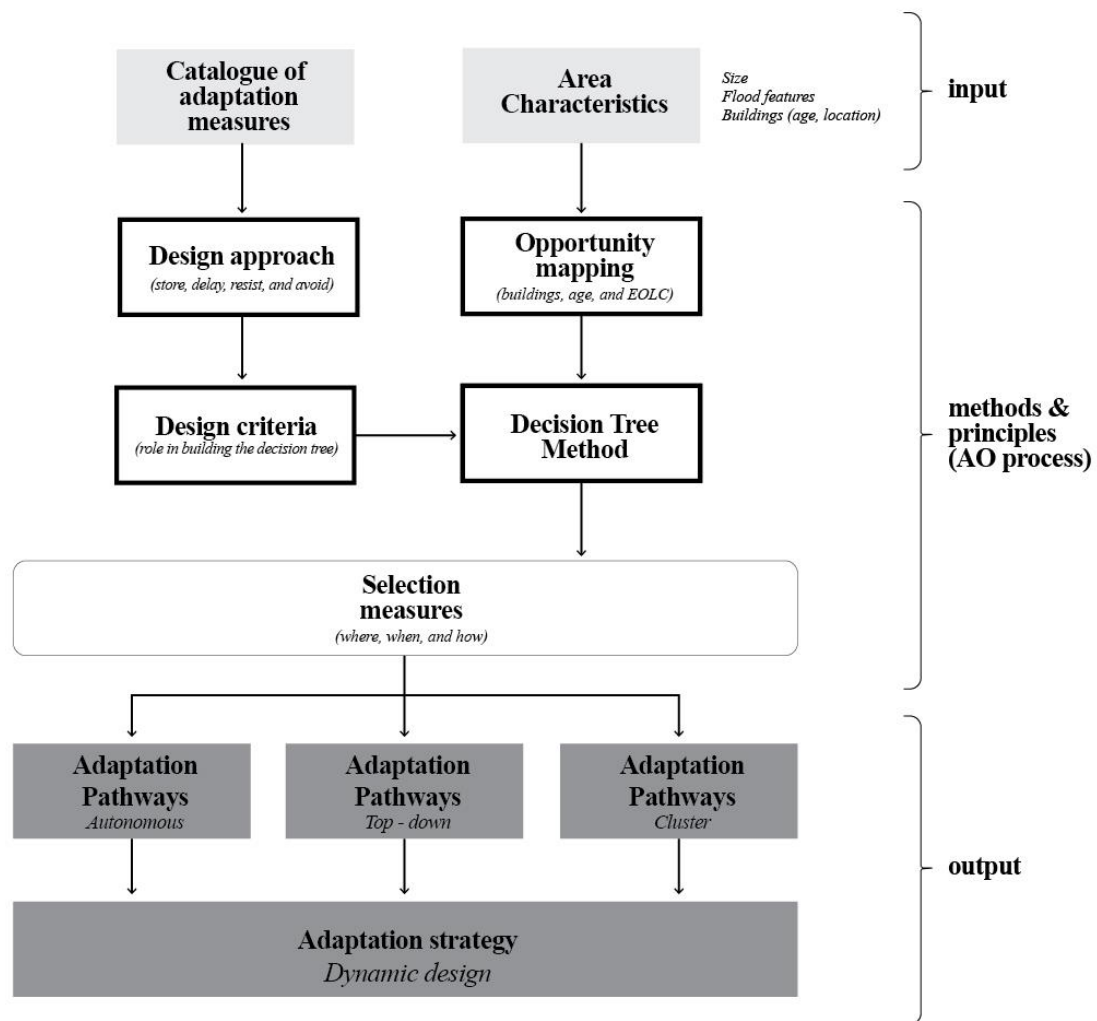 Catalogue of
adaptation
measures
Area
Characteristics
Size
Flood features
Buildings (age, location)
input
Design approach
(store, delay, resist, and avoid)
Opportunity
mapping
(buildings, age, and EOLC)
Design criteria
(role in building the decision tree)
Decision Tree
Method
methods &
principles
(AO process)
Selection
measures
(where, when, and how)
Adaptation
Pathways
Autonomous
Adaptation
Pathways
Top - down
Adaptation
Pathways
Cluster
output
Adaptation strategy
Dynamic design